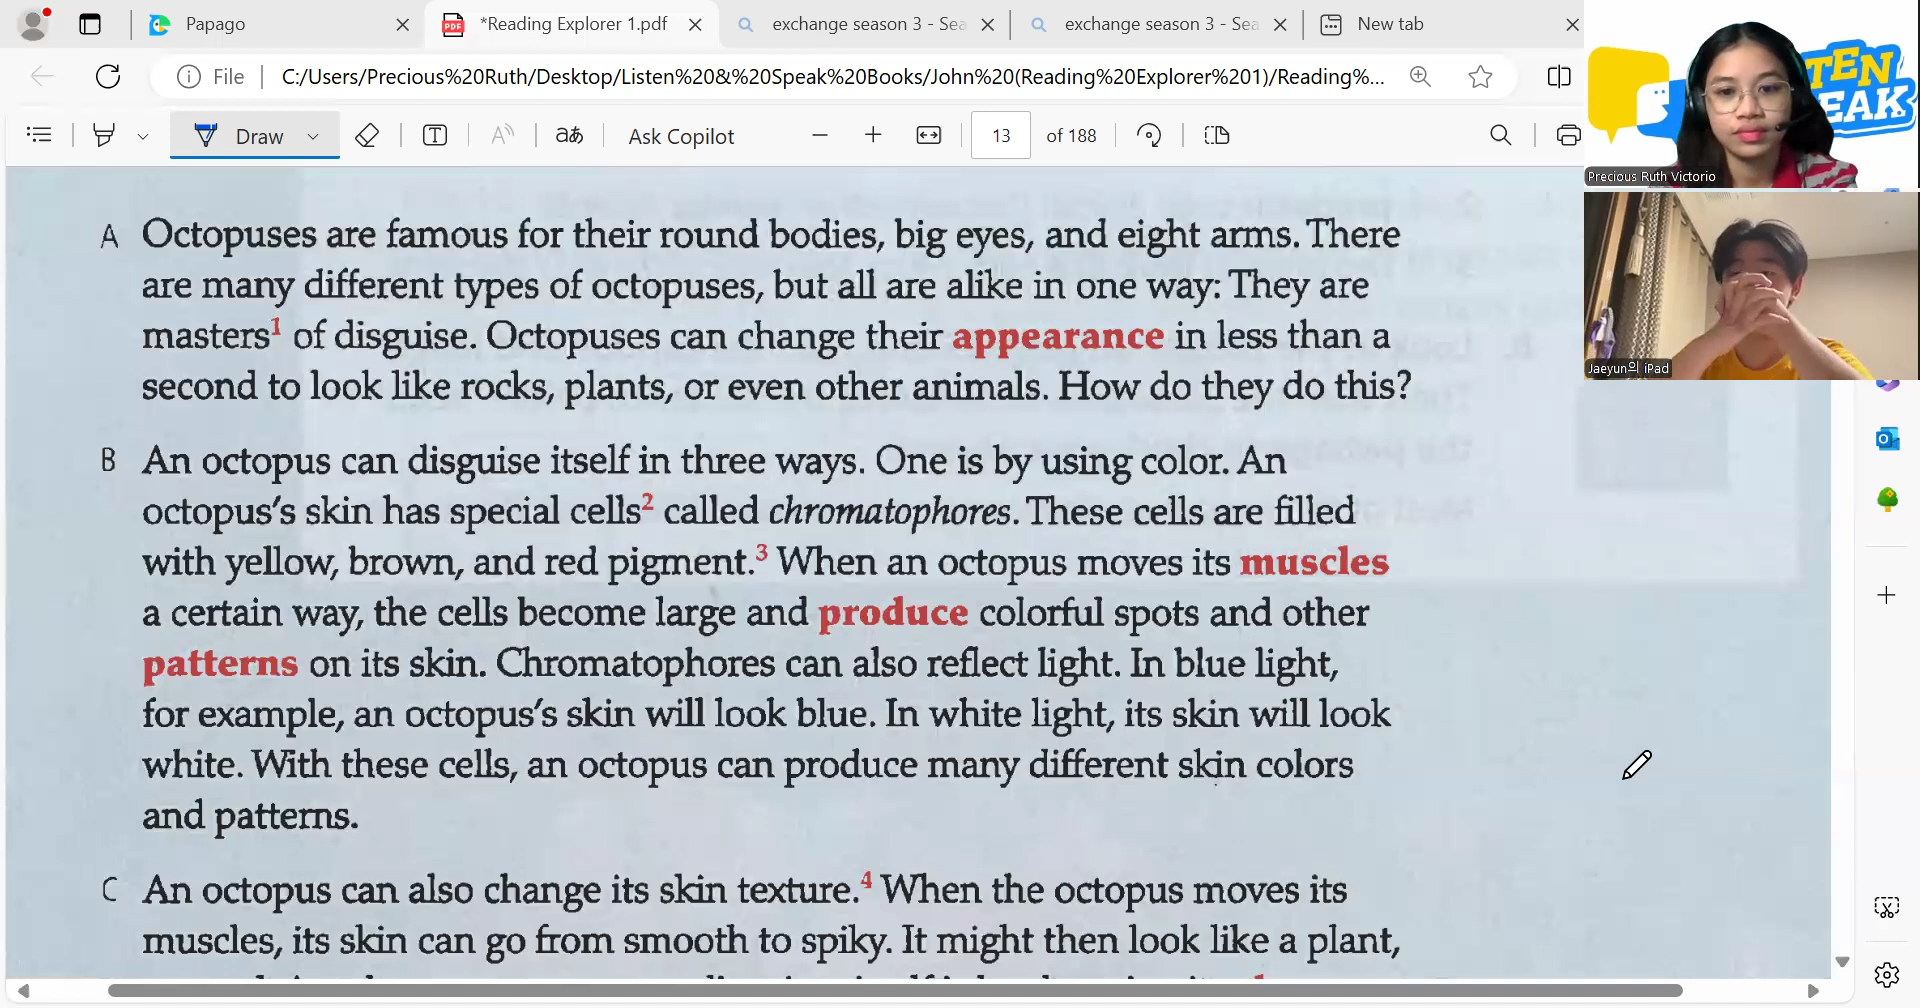 Papago
*Reading Explorer 1.pdf
exchange season 3 - Sea
exchange season 3 - Sea
New tab
File
C:/Users/Precious%20Ruth/Desktop/Listen%20&%20Speak%20Books/John%20(Reading%20Explorer%201)/Reading%...
Draw
Ask Copilot
13
of 188
TEN
EAK
Precious Ruth Victorio
Jaeyun의 iPad
A Octopuses are famous for their round bodies, big eyes, and eight arms. There
are many different types of octopuses, but all are alike in one way: They are
masters1 of disguise. Octopuses can change their appearance in less than a
second to look like rocks, plants, or even other animals. How do they do this?
B An octopus can disguise itself in three ways. One is by using color. An
octopus's skin has special cells2 called chromatophores. These cells are filled
with yellow, brown, and red pigment.3 When an octopus moves its muscles
a certain way, the cells become large and produce colorful spots and other
patterns on its skin. Chromatophores can also reflect light. In blue light,
for example, an octopus's skin will look blue. In white light, its skin will look
white. With these cells, an octopus can produce many different skin colors
and patterns.
C An octopus can also change its skin texture.4 When the octopus moves its
muscles, its skin can go from smooth to spiky. It might then look like a plant,